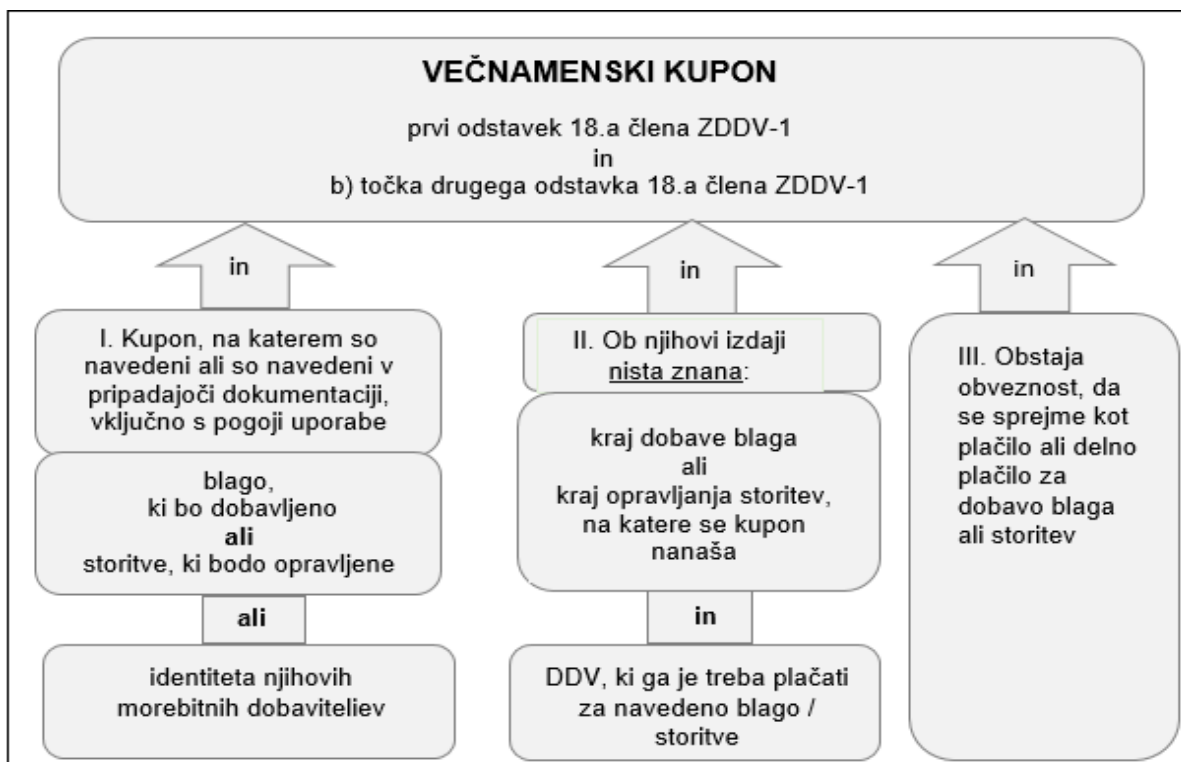 VEČNAMENSKI KUPON
prvi odstavek 18.a člena ZDDV-1
in
b) točka drugega odstavka 18.a člena ZDDV-1
in
I. Kupon, na katerem so
navedeni ali so navedeni v
pripadajoči dokumentaciji,
vključno s pogoji uporabe
blago,
ki bo dobavljeno
ali
storitve, ki bodo opravljene
ali
identiteta njihovih
morebitnih dobaviteliev
in
II. Ob njihovi izdaji
nista znana:
kraj dobave blaga
ali
kraj opravljanja storitev,
na katere se kupon
nanaša
in
DDV, ki ga je treba plačati
za navedeno blago /
storitve
in
III. Obstaja
obveznost, da
se sprejme kot
plačilo ali delno
plačilo za
dobavo blaga
ali storitev